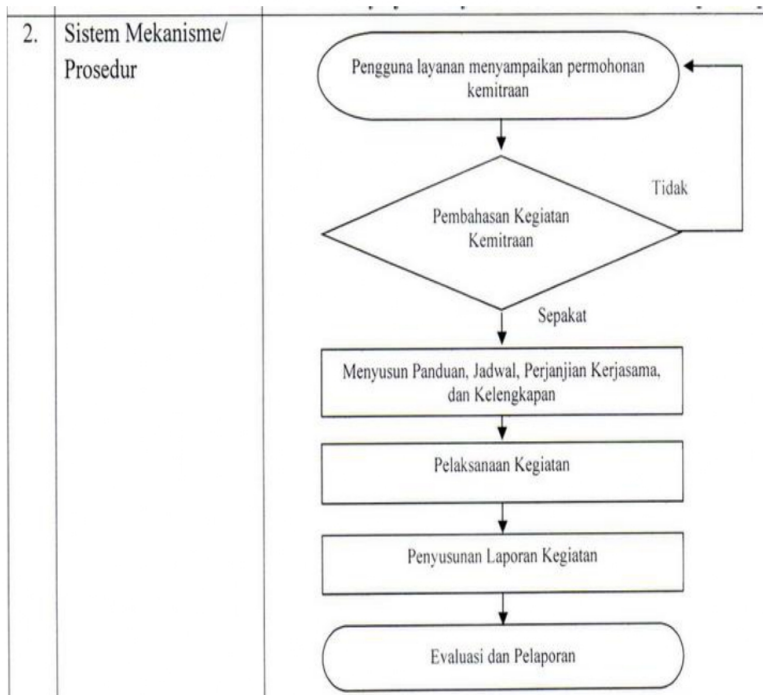 2.
Sistem Mekanisme/
Prosedur
Pengguna layanan menyampaikan permohonan
kemitraan
Tidak
Pembahasan Kegiatan
Kemitraan
Sepakat
Menyusun Panduan, Jadwal, Perjanjian Kerjasama,
dan Kelengkapan
Pelaksanaan Kegiatan
Penyusunan Laporan Kegiatan
Evaluasi dan Pelaporan